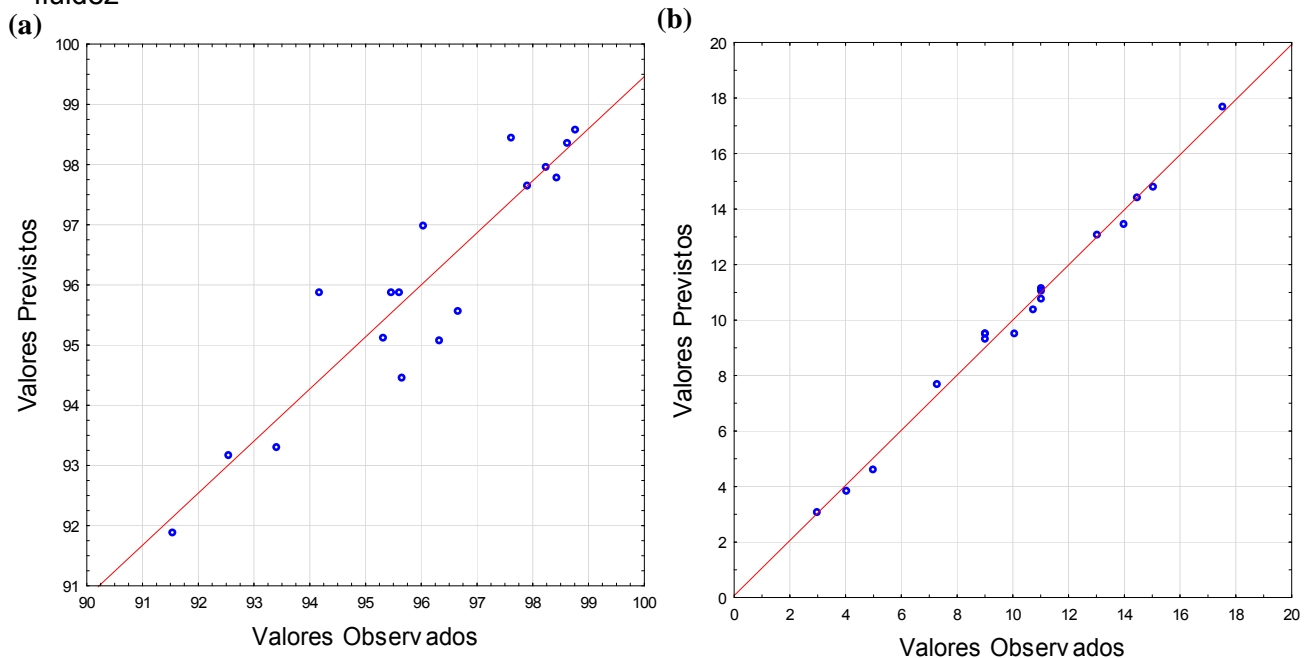 (a)
100
99
98
97
96
95
94
93
92
91
Valores Previstos
90 91 92 93 94 95 96 97 98 99 100
Valores Observados
(b)
20
18
16
14
12
10
8
6
4
2
0
Valores Previstos
0 2 4 6 8 10 12 14 16 18 20
Valores Observados